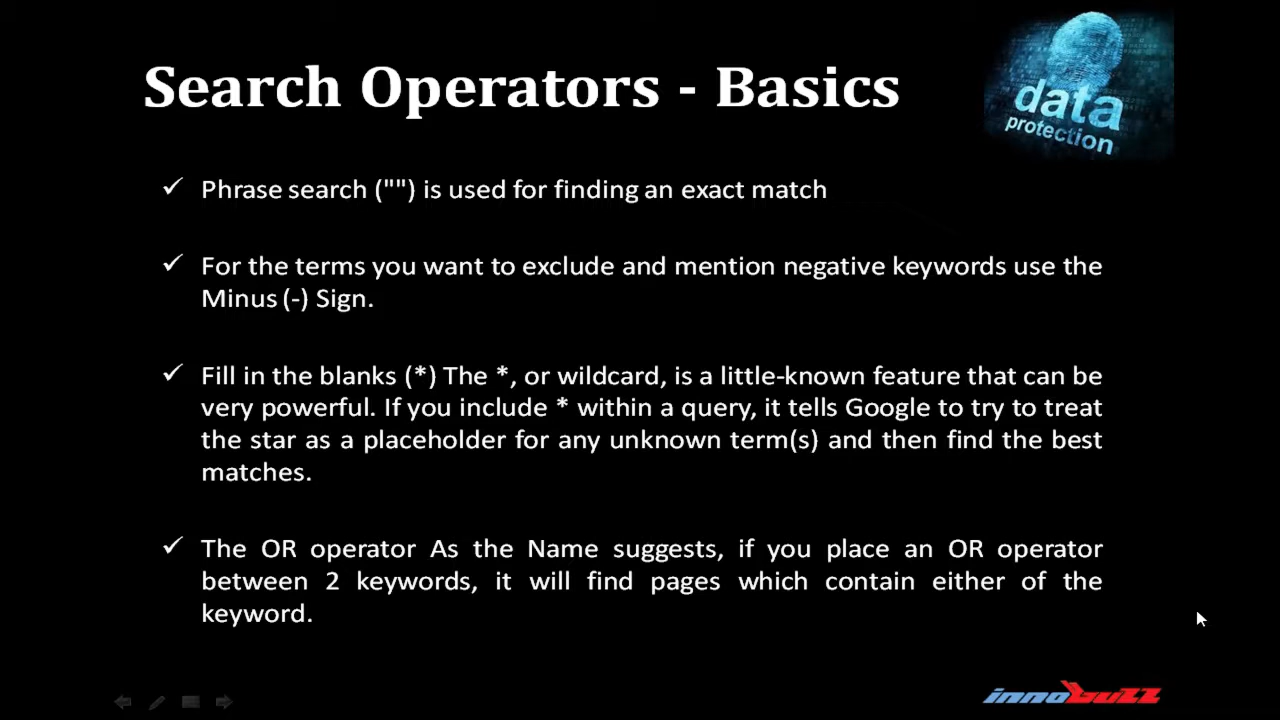 Search Operators - Basics
data
protection
✓ Phrase search ("") is used for finding an exact match
✓ For the terms you want to exclude and mention negative keywords use the
Minus (-) Sign.
✓ Fill in the blanks (*) The *, or wildcard, is a little-known feature that can be
very powerful. If you include * within a query, it tells Google to try to treat
the star as a placeholder for any unknown term(s) and then find the best
matches.
✓ The OR operator As the Name suggests, if you place an OR operator
between 2 keywords, it will find pages which contain either of the
keyword.
innobuzz